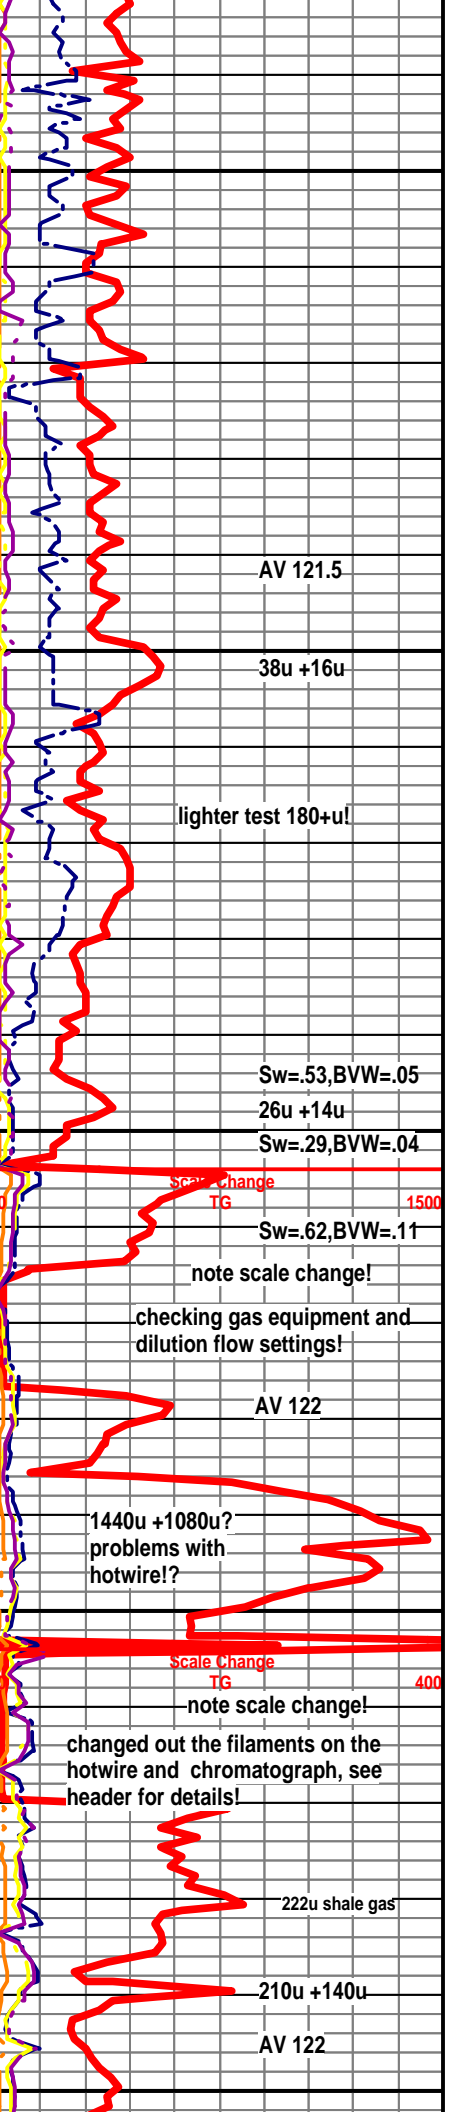 AV 121.5
38u +16u
lighter test 180+u!
Sw=.53,BVW=.05
26u +14u
Sw=.29,BVW=.04
Scale Change
0 TG 1500
Sw=.62,BVW=.11
note scale change!
checking gas equipment and
dilution flow settings!
AV 122
1440u +1080u?
problems with
hotwire!?
Scale Change
TG 400
note scale change!
changed out the filaments on the
hotwire and chromatograph, see
header for details!
222u shale gas
210u +140u
AV 122